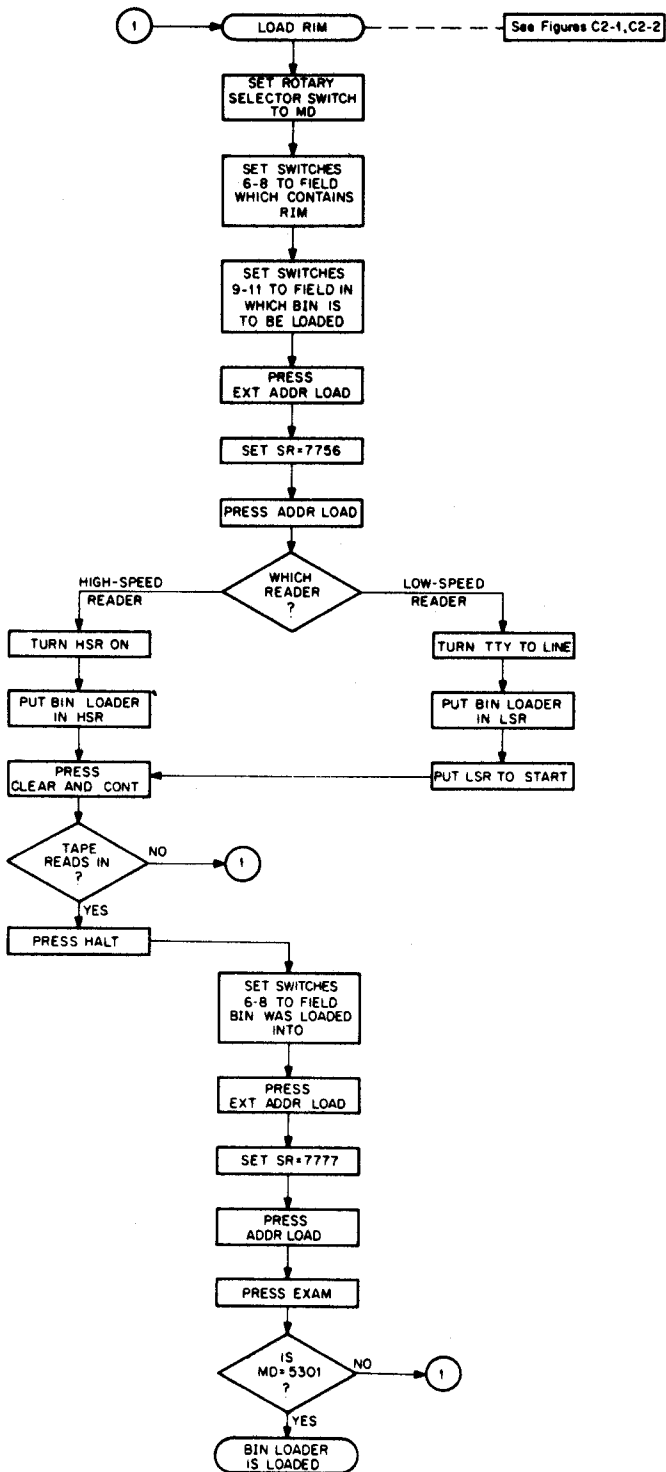 1
LOAD RIM
See Figures C2-1, C2-2
SET ROTARY
SELECTOR SWITCH
TO MD
SET SWITCHES
6-8 TO FIELD
WHICH CONTAINS
RIM
SET SWITCHES
9-11 TO FIELD IN
WHICH BIN IS
TO BE LOADED
PRESS
EXT ADDR LOAD
SET SR=7756
PRESS ADDR LOAD
WHICH
READER
?
HIGH-SPEED
READER
LOW-SPEED
READER
TURN HSR ON
TURN TTY TO LINE
PUT BIN LOADER
IN HSR
PUT BIN LOADER
IN LSR
PRESS
CLEAR AND CONT
PUT LSR TO START
TAPE
READS IN
?
NO
1
YES
PRESS HALT
SET SWITCHES
6-8 TO FIELD
BIN WAS LOADED
INTO
PRESS
EXT ADDR LOAD
SET SR=7777
PRESS
ADDR LOAD
PRESS EXAM
IS
MD=5301
?
NO
1
YES
BIN LOADER
IS LOADED